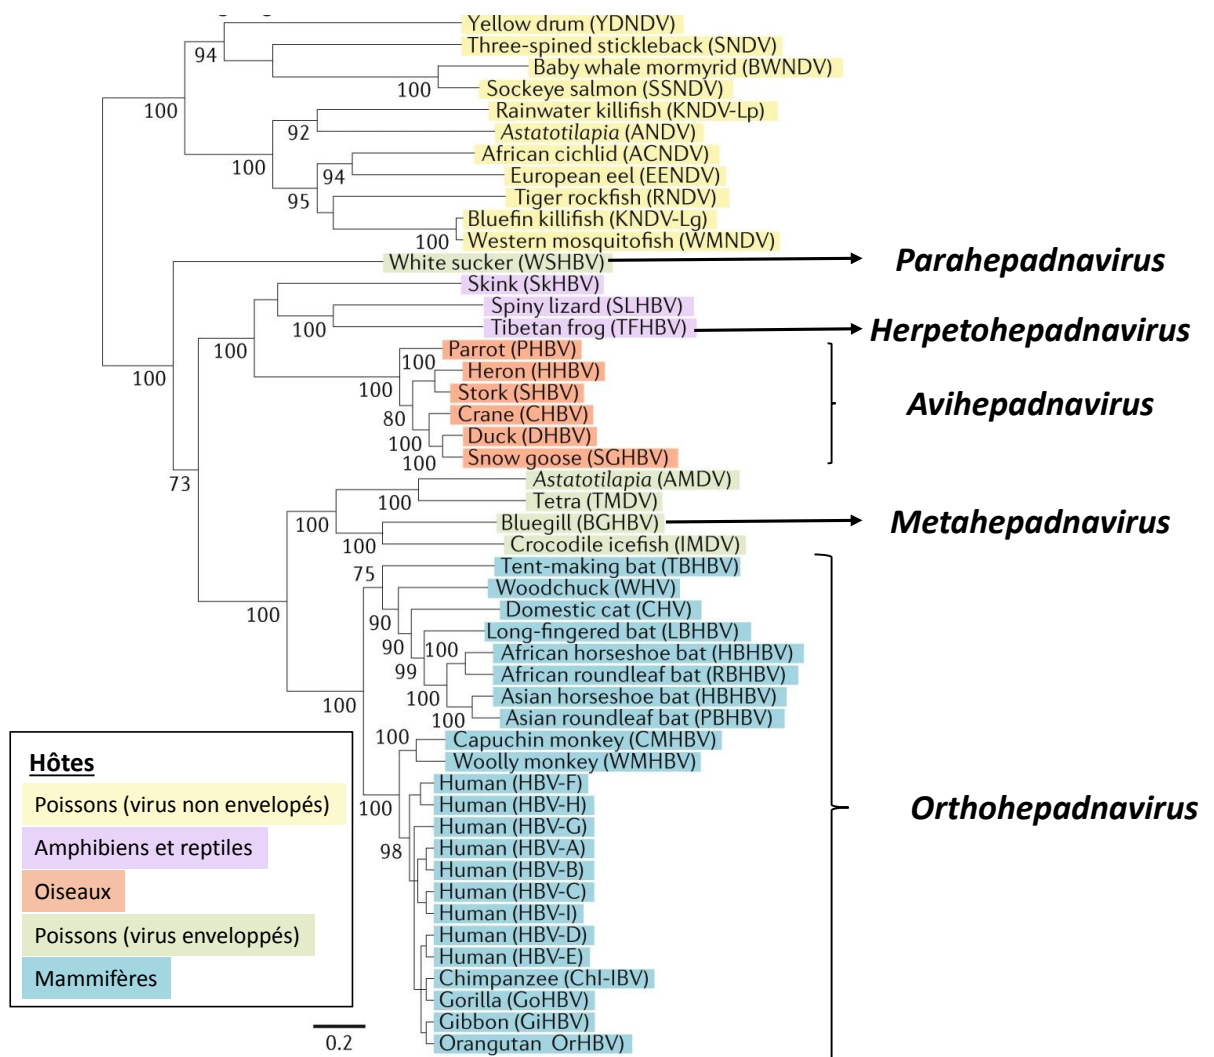 Yellow drum (YDNDV)
94
Three-spined stickleback (SNDV)
Baby whale mormyrid (BWNDV)
100
Sockeye salmon (SSNDV)
100
Rainwater killifish (KNDV-Lp)
92
Astatotilapia (ANDV)
African cichlid (ACNDV)
100
94
European eel (EENDV)
95
Tiger rockfish (RNDV)
Bluefin killifish (KNDV-Lg)
100
Western mosquitofish (WMNDV)
White sucker (WSHBV)
Parahepadnavirus
Skink (SkHBV)
Spiny lizard (SLHBV)
100
Tibetan frog (TFHBV)
Herpetohepadnavirus
100
Parrot (PHBV)
100
Heron (HHBV)
100
100
Stork (SHBV)
Avihepadnavirus
80
Crane (CHBV)
Duck (DHBV)
100
Snow goose (SGHBV)
100
73
Astatotilapia (AMDV)
Tetra (TMDV)
100
Bluegill (BGHBV)
Metahepadnavirus
100
Crocodile icefish (IMDV)
100
Tent-making bat (TBHBV)
75
Woodchuck (WHV)
Domestic cat (CHV)
100
90
Long-fingered bat (LBHBV)
90
100
African horseshoe bat (HBHBV)
99
African roundleaf bat (RBHBV)
100
Asian horseshoe bat (HBHBV)
100
Asian roundleaf bat (PBHBV)
100
Capuchin monkey (CMHBV)
100
Woolly monkey (WMHBV)
Human (HBV-F)
100
Human (HBV-H)
Orthohepadnavirus
Human (HBV-G)
98
Human (HBV-A)
Human (HBV-B)
Human (HBV-C)
Human (HBV-I)
Human (HBV-D)
Human (HBV-E)
Chimpanzee (ChI-IBV)
Gorilla (GoHBV)
Gibbon (GiHBV)
Orangutan OrHBV)
Hôtes
Poissons (virus non envelopés)
Amphibiens et reptiles
Oiseaux
Poissons (virus enveloppés)
Mammifères
0.2